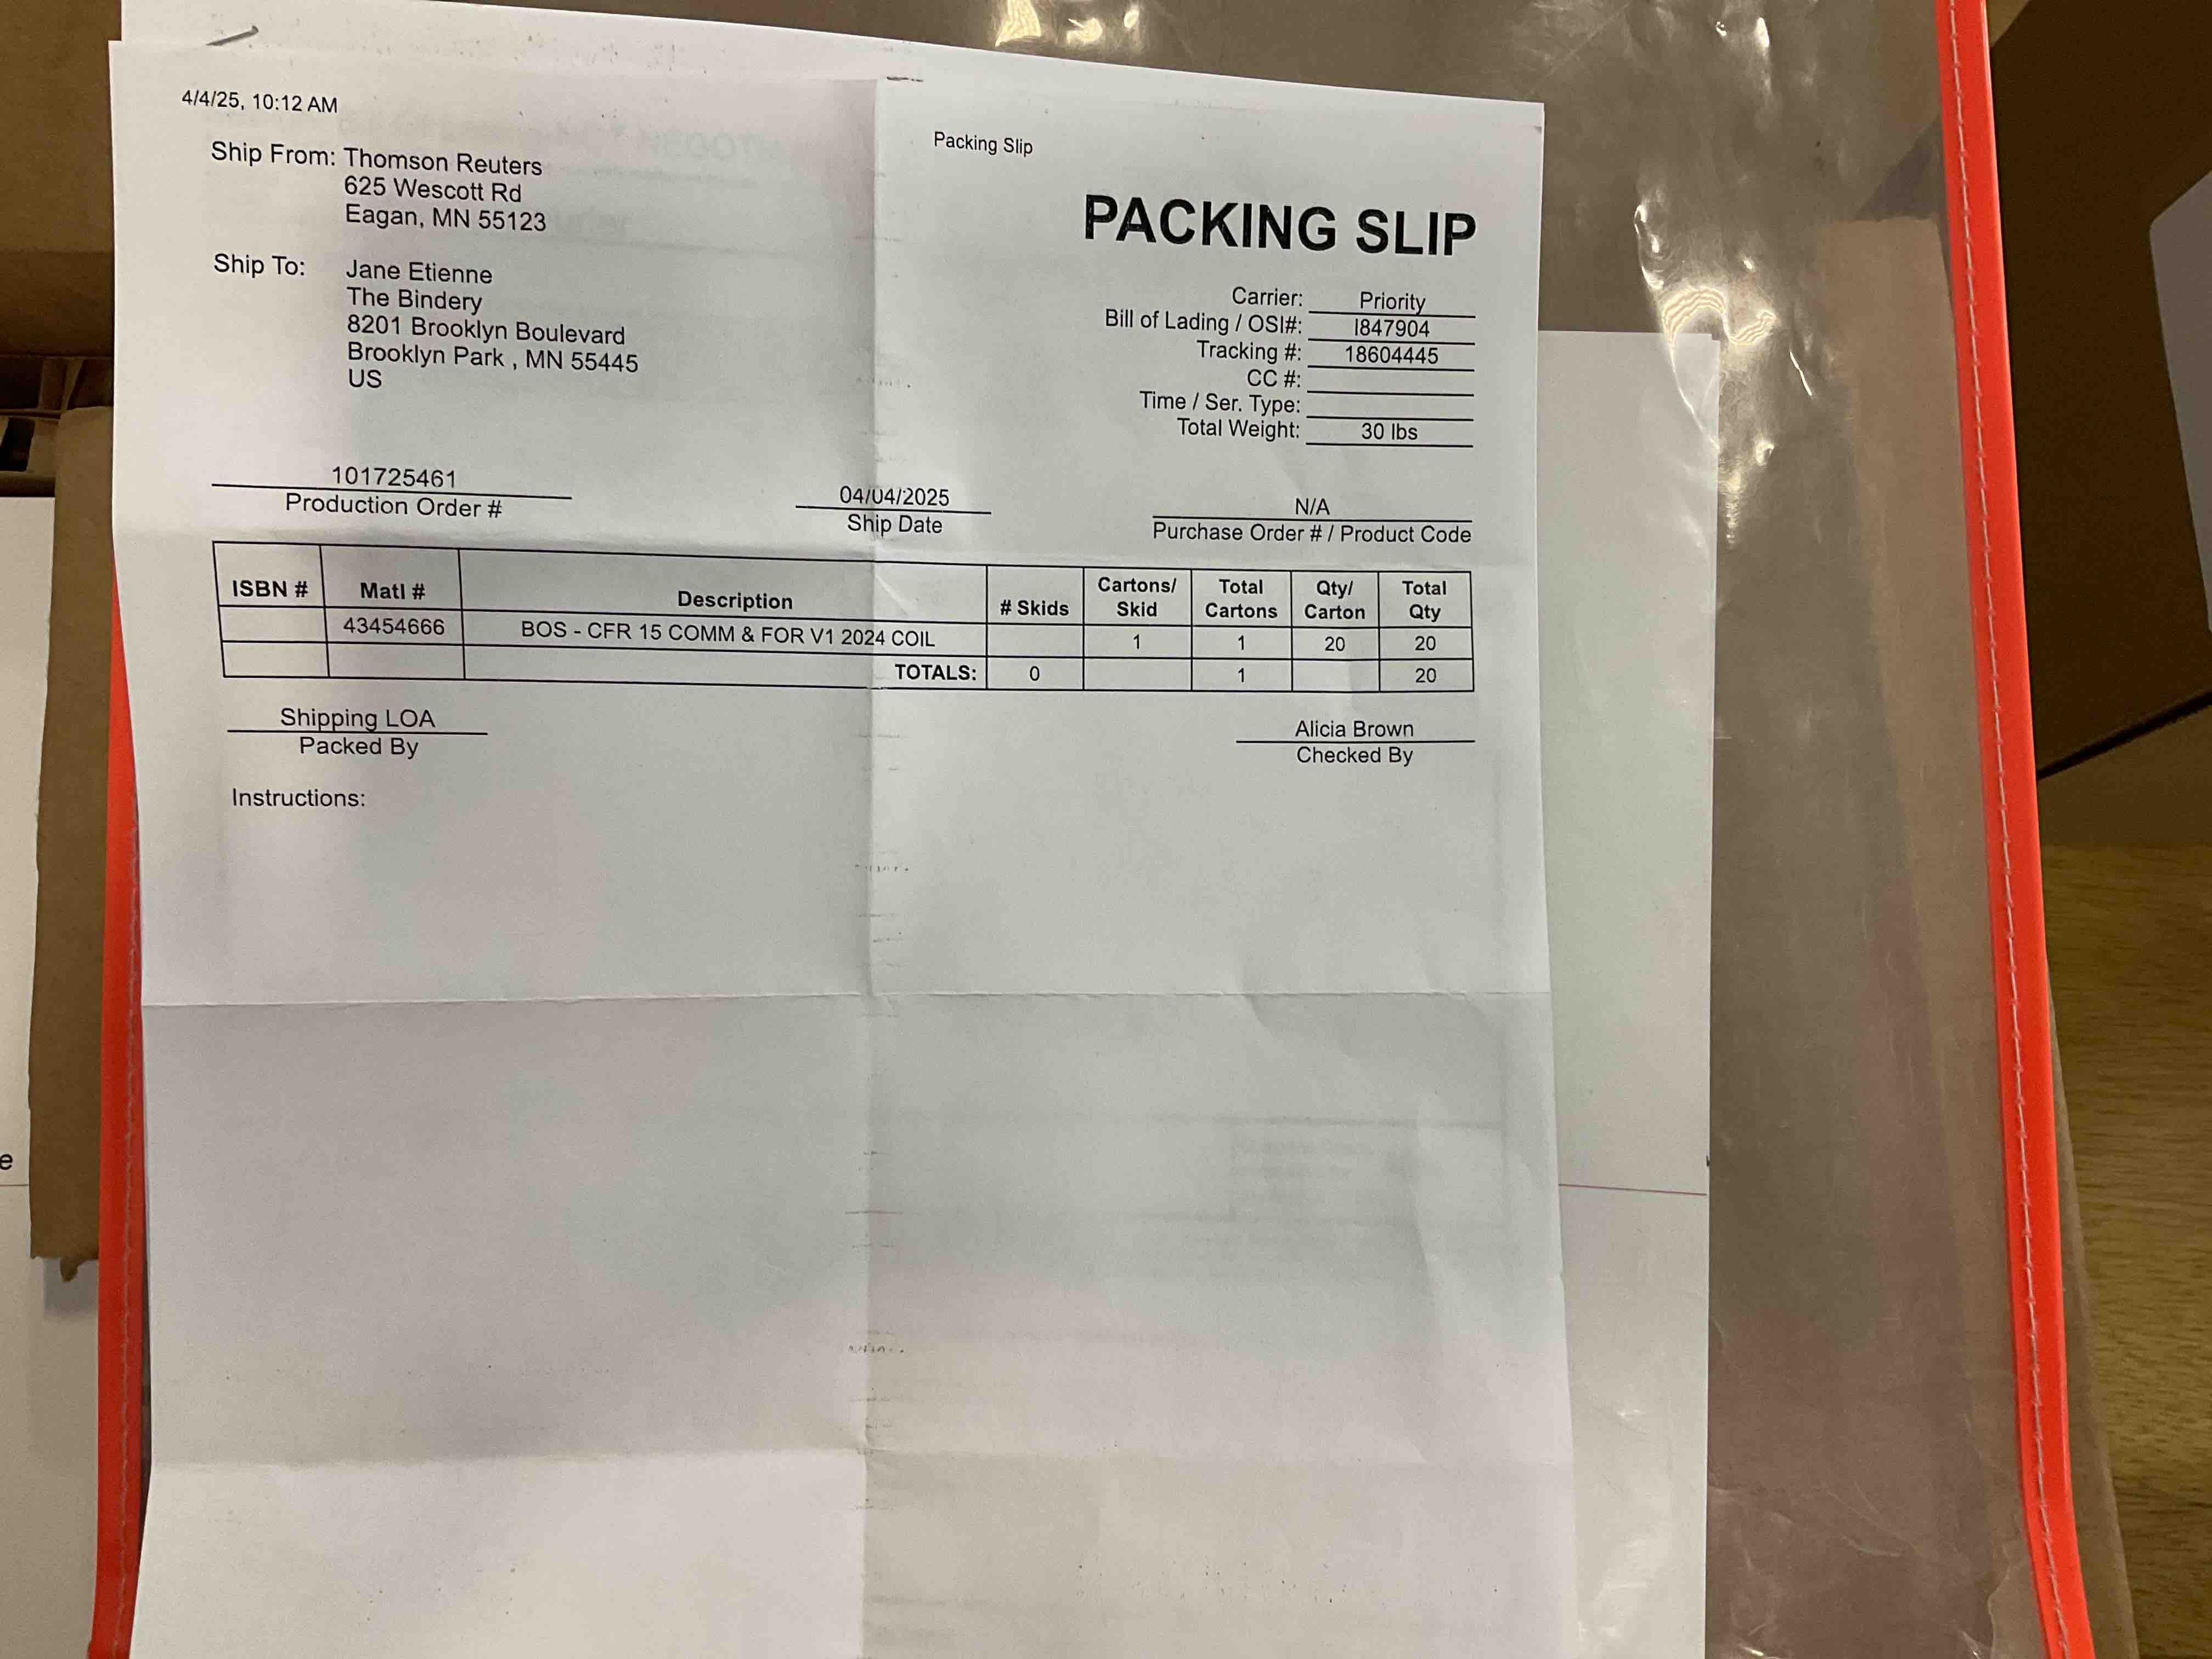 4/4/25, 10:12 AM
Packing Slip
Ship From: Thomson Reuters
625 Wescott Rd
Eagan, MN 55123
PACKING SLIP
Ship To: Jane Etienne
The Bindery
8201 Brooklyn Boulevard
Brooklyn Park , MN 55445
US
Carrier: Priority
Bill of Lading / OSI#: I847904
Tracking #: 18604445
CC #:
Time / Ser. Type:
Total Weight: 30 lbs
101725461
Production Order #
04/04/2025
Ship Date
N/A
Purchase Order # / Product Code
ISBN # Matl # Description # Skids Cartons/ Skid Total Cartons Qty/ Carton Total Qty
43454666 BOS - CFR 15 COMM & FOR V1 2024 COIL 1 1 20 20
TOTALS: 0 1 20
Shipping LOA
Packed By
Alicia Brown
Checked By
Instructions:
e